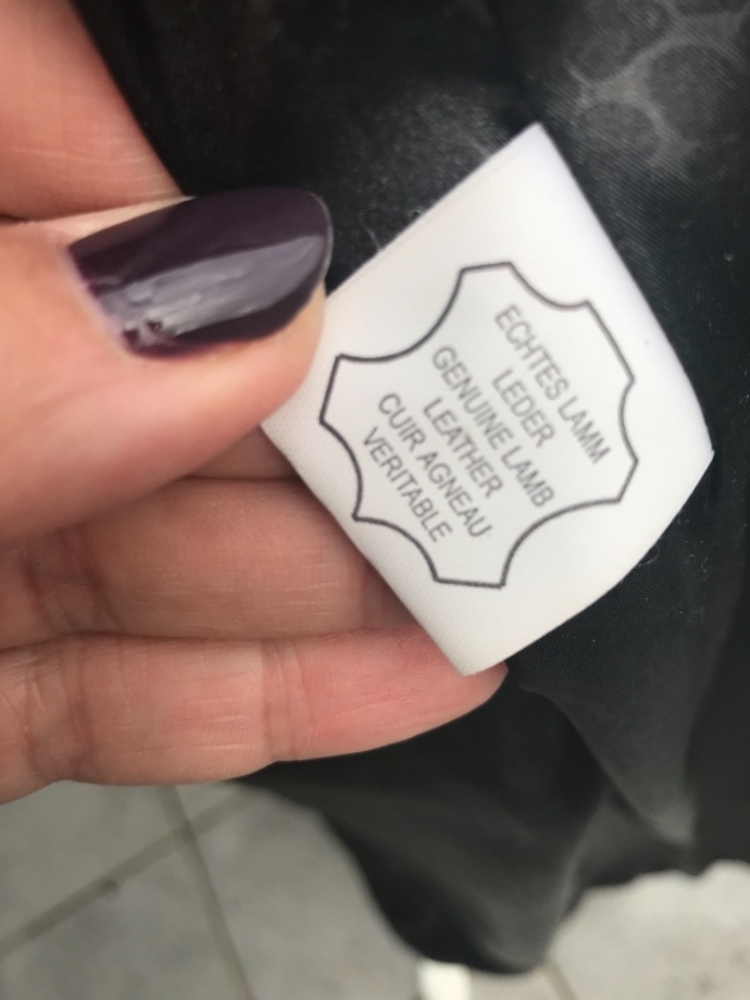 ECHTES LAMM
LEDER
GENUINE LAMB
LEATHER
CUIR AGNEAU
VERITABLE